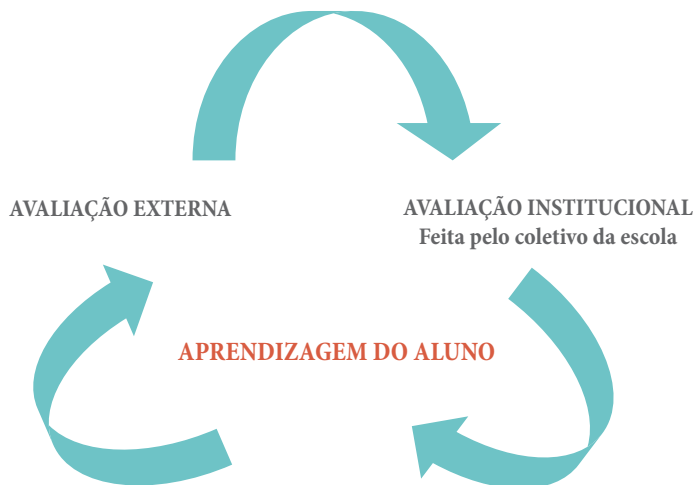 AVALIAÇÃO EXTERNA
AVALIAÇÃO INSTITUCIONAL
Feita pelo coletivo da escola
APRENDIZAGEM DO ALUNO